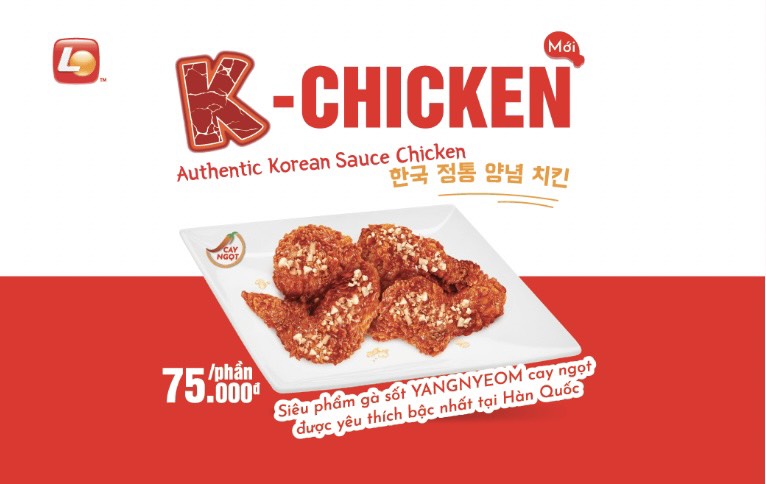 L
TM
Mới
K-CHICKEN
Authentic Korean Sauce Chicken
한국 정통 양념 치킨
CAY
NGỌT
75.000đ/phần
Siêu phẩm gà sốt YANGNYEOM cay ngọt
được yêu thích bậc nhất tại Hàn Quốc